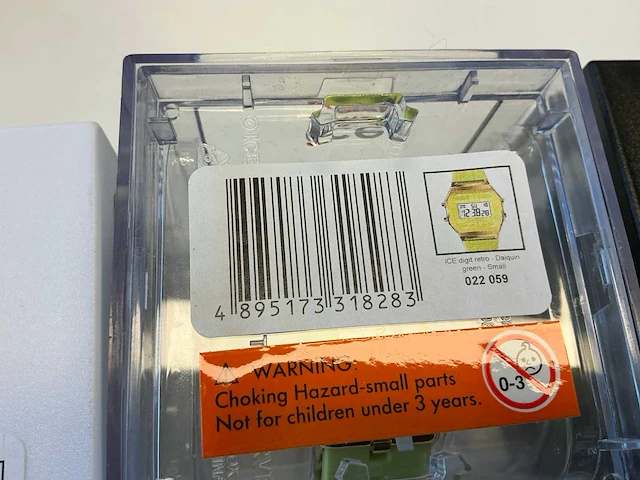 ICE digit retro - Daiquiri
green - Small
022 059
4 895173 318283
WARNING:
Choking Hazard-small parts
Not for children under 3 years.
0-3